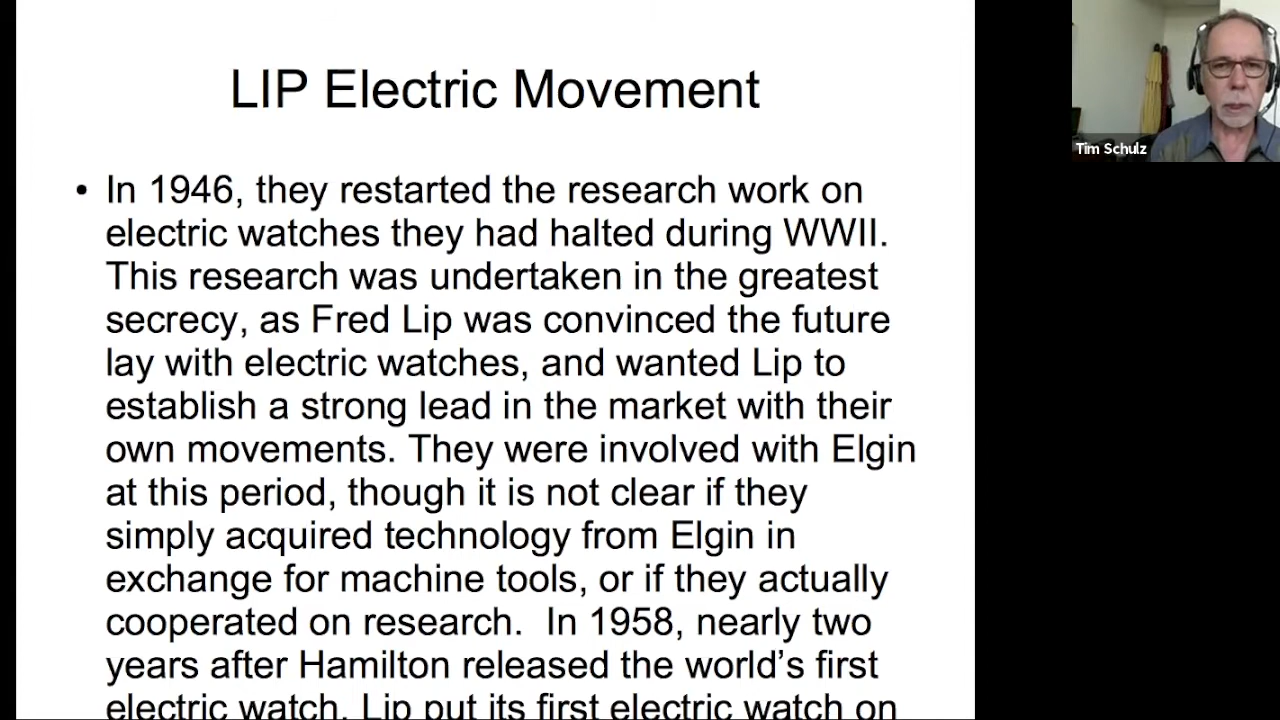 LIP Electric Movement
• In 1946, they restarted the research work on
electric watches they had halted during WWII.
This research was undertaken in the greatest
secrecy, as Fred Lip was convinced the future
lay with electric watches, and wanted Lip to
establish a strong lead in the market with their
own movements. They were involved with Elgin
at this period, though it is not clear if they
simply acquired technology from Elgin in
exchange for machine tools, or if they actually
cooperated on research.  In 1958, nearly two
years after Hamilton released the world’s first
electric watch, Lip put its first electric watch on
Tim Schulz